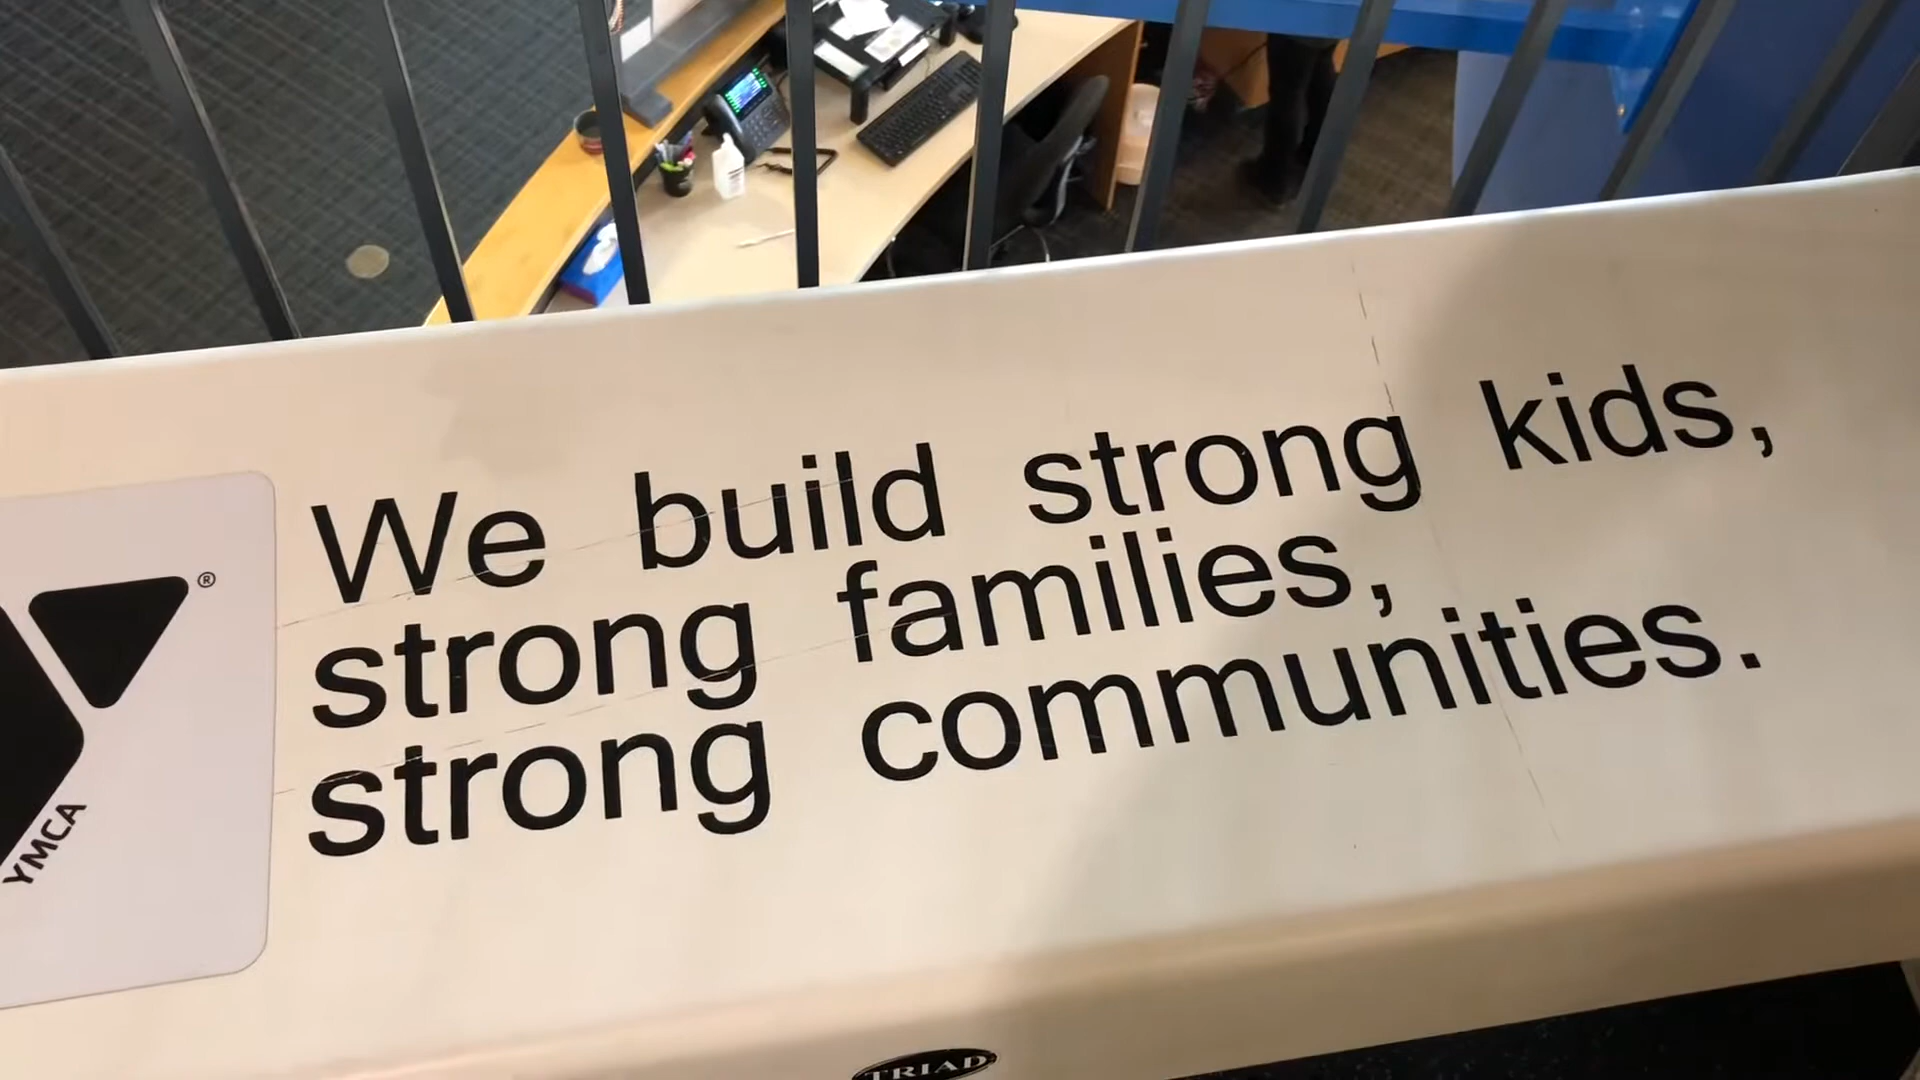 We build strong kids,
strong families,
strong communities.
®
YMCA
TRIAD